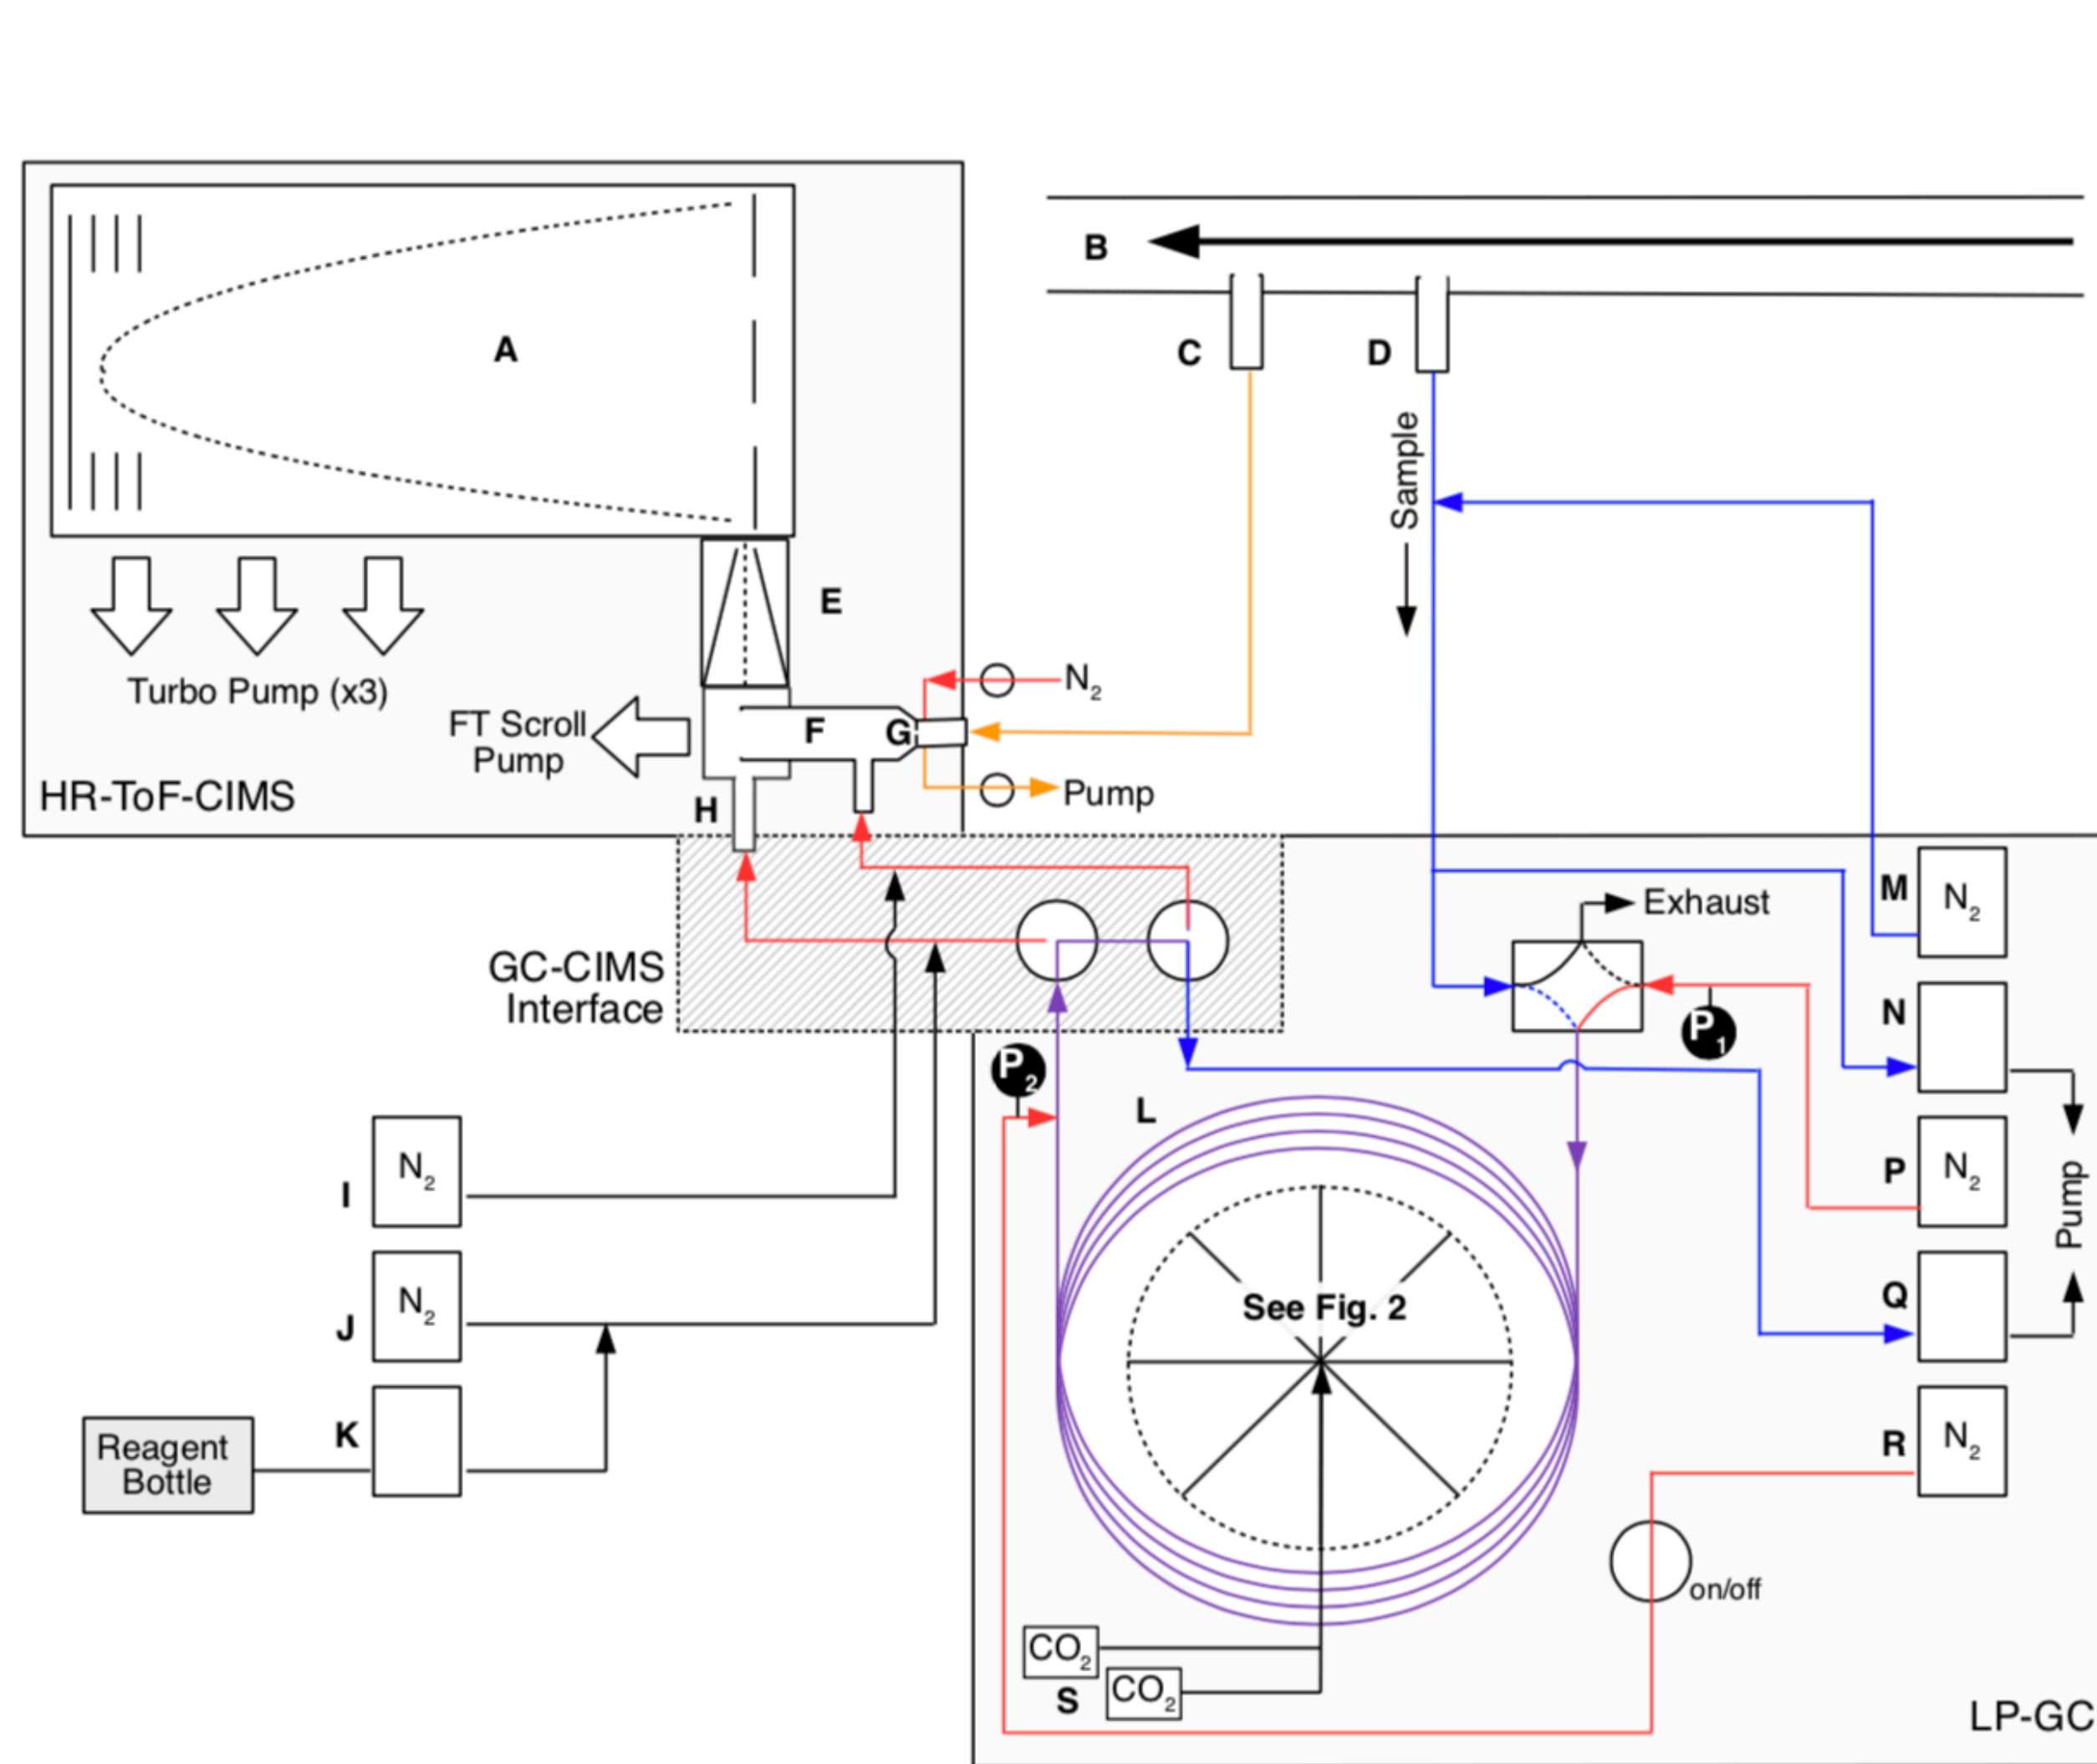 B
A
C
D
Sample
E
N2
Turbo Pump (x3)
FT Scroll
Pump
F
G
HR-ToF-CIMS
H
Pump
M
N2
Exhaust
GC-CIMS
Interface
N
P1
P2
L
I
N2
P
N2
Pump
J
N2
See Fig. 2
Q
K
Reagent
Bottle
R
N2
on/off
CO2
S
CO2
LP-GC